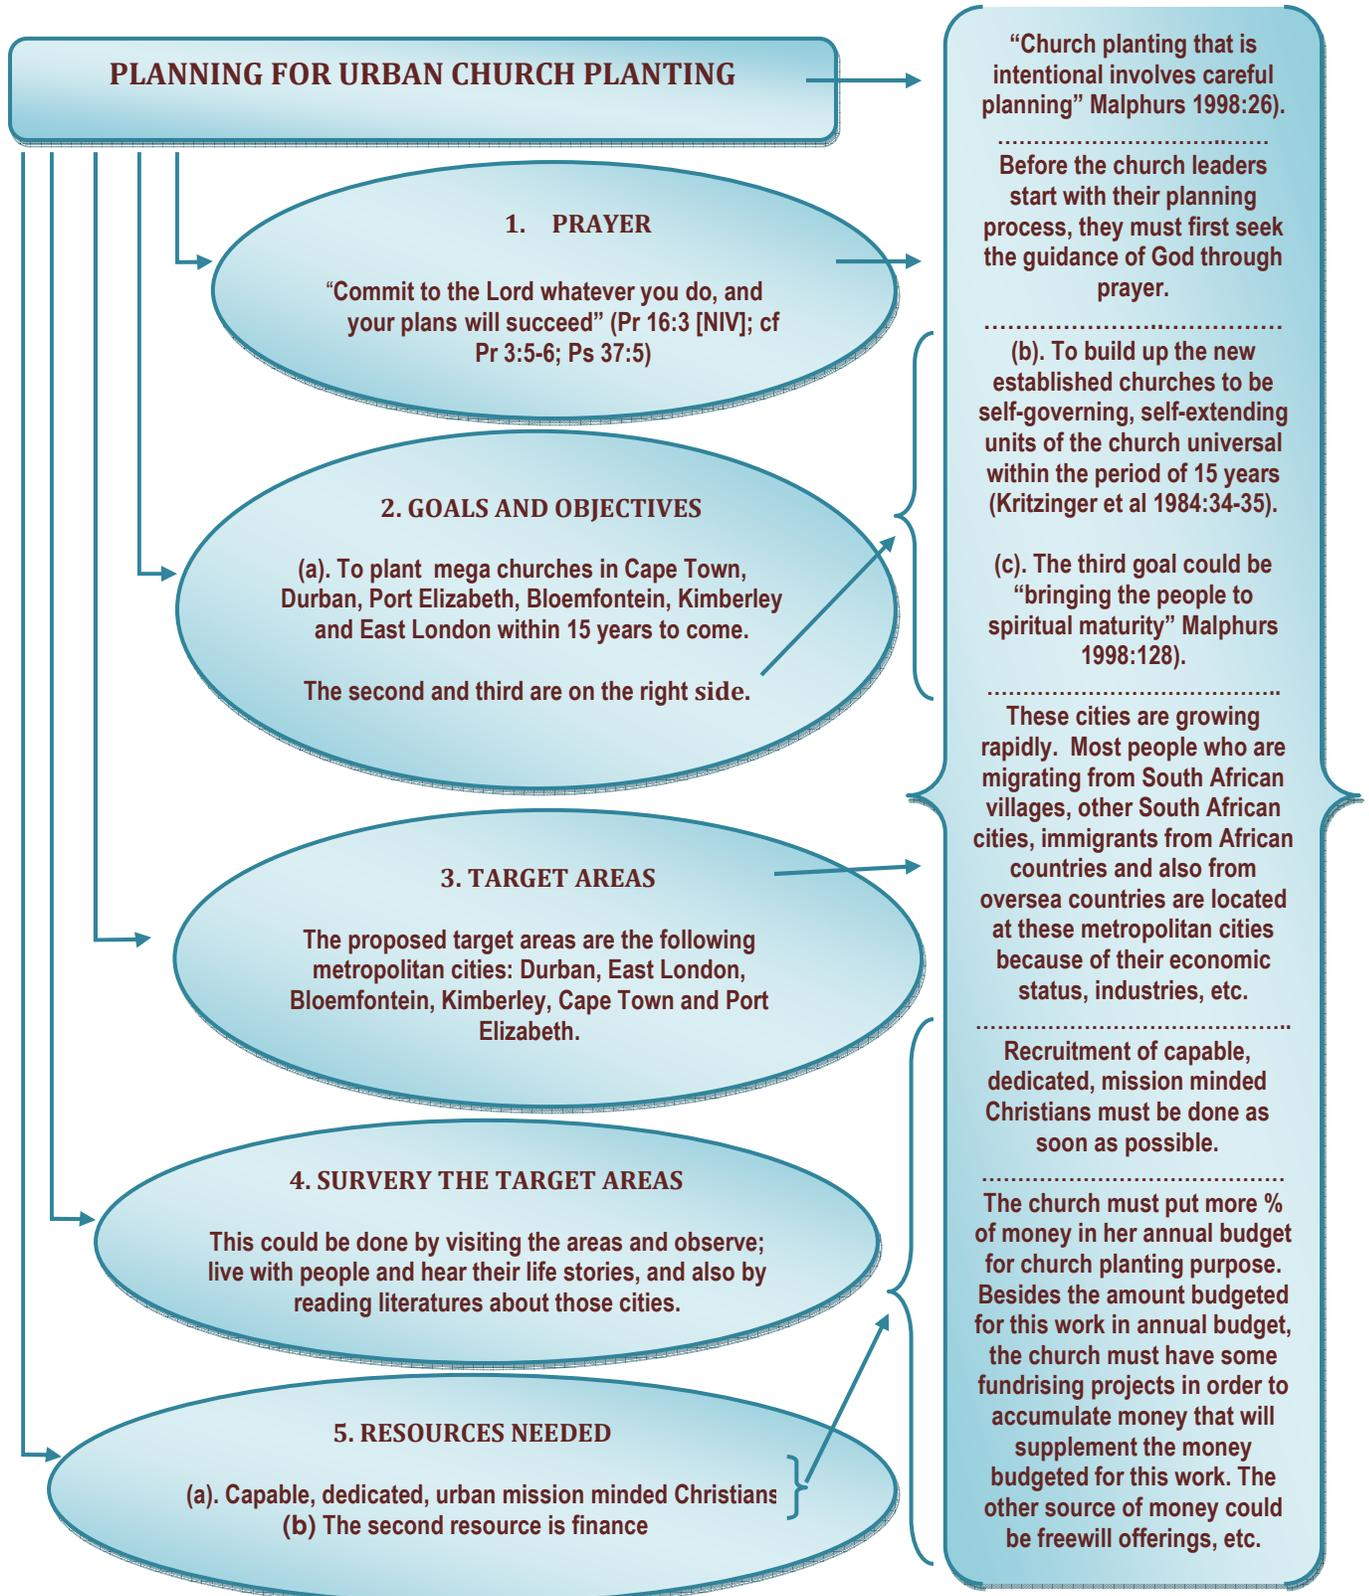 PLANNING FOR URBAN CHURCH PLANTING
1. PRAYER
“Commit to the Lord whatever you do, and
your plans will succeed” (Pr 16:3 [NIV]; cf
Pr 3:5-6; Ps 37:5)
2. GOALS AND OBJECTIVES
(a). To plant mega churches in Cape Town,
Durban, Port Elizabeth, Bloemfontein, Kimberley
and East London within 15 years to come.
The second and third are on the right side.
3. TARGET AREAS
The proposed target areas are the following
metropolitan cities: Durban, East London,
Bloemfontein, Kimberley, Cape Town and Port
Elizabeth.
4. SURVERY THE TARGET AREAS
This could be done by visiting the areas and observe;
live with people and hear their life stories, and also by
reading literatures about those cities.
5. RESOURCES NEEDED
(a). Capable, dedicated, urban mission minded Christians
(b) The second resource is finance
“Church planting that is
intentional involves careful
planning” Malphurs 1998:26).
…………………………..……
Before the church leaders
start with their planning
process, they must first seek
the guidance of God through
prayer.
…………………..……………
(b). To build up the new
established churches to be
self-governing, self-extending
units of the church universal
within the period of 15 years
(Kritzinger et al 1984:34-35).
(c). The third goal could be
“bringing the people to
spiritual maturity” Malphurs
1998:128).
…………………………………..
These cities are growing
rapidly. Most people who are
migrating from South African
villages, other South African
cities, immigrants from African
countries and also from
oversea countries are located
at these metropolitan cities
because of their economic
status, industries, etc.
……………………………………..
Recruitment of capable,
dedicated, mission minded
Christians must be done as
soon as possible.
……………………………………
The church must put more %
of money in her annual budget
for church planting purpose.
Besides the amount budgeted
for this work in annual budget,
the church must have some
fundrising projects in order to
accumulate money that will
supplement the money
budgeted for this work. The
other source of money could
be freewill offerings, etc.